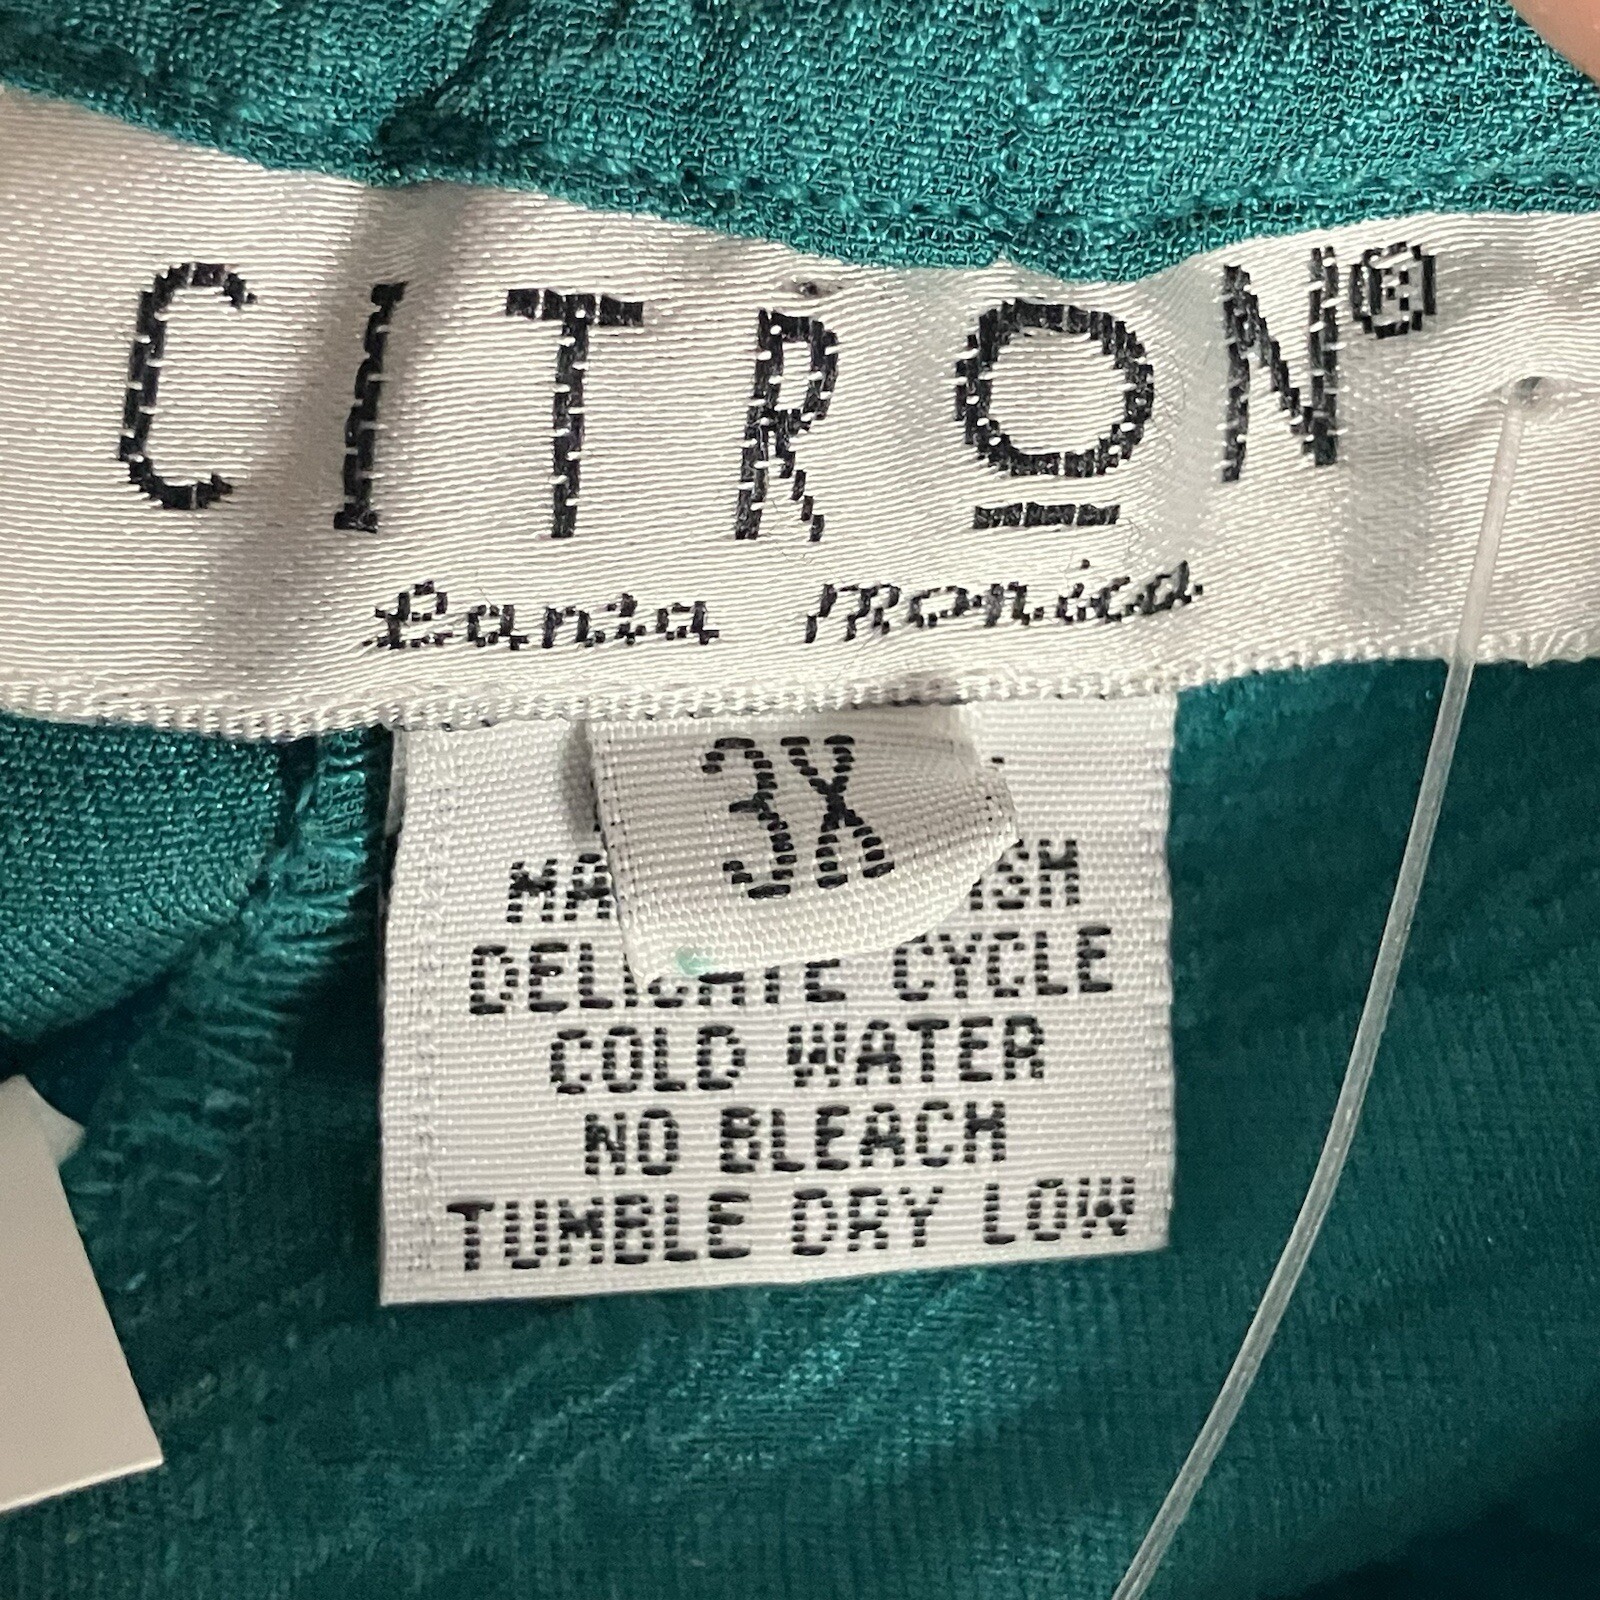 CITRON®
Santa Monica
3X
DELICATE CYCLE
COLD WATER
NO BLEACH
TUMBLE DRY LOW